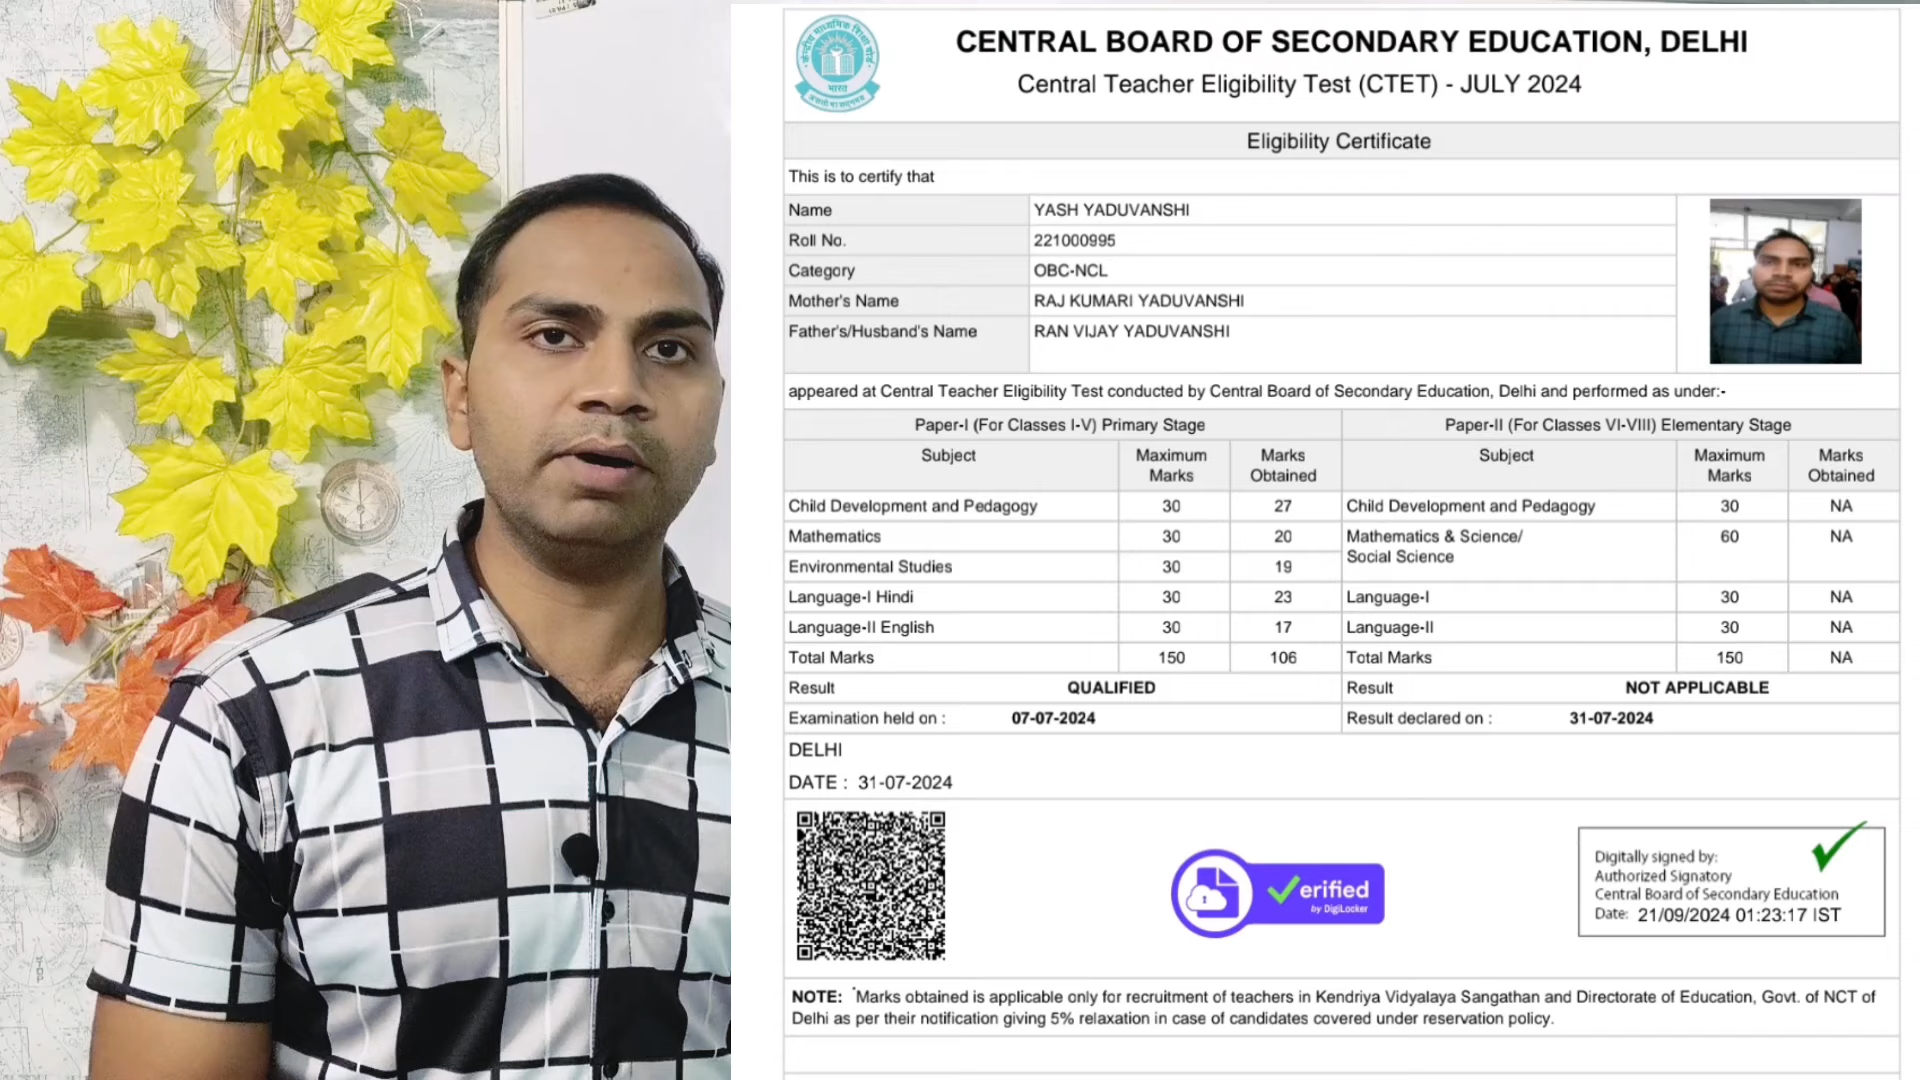 CENTRAL BOARD OF SECONDARY EDUCATION, DELHI
Central Teacher Eligibility Test (CTET) - JULY 2024
भारत
Eligibility Certificate
This is to certify that
Name YASH YADUVANSHI
Roll No. 221000995
Category OBC-NCL
Mother's Name RAJ KUMARI YADUVANSHI
Father's/Husband's Name RAN VIJAY YADUVANSHI
appeared at Central Teacher Eligibility Test conducted by Central Board of Secondary Education, Delhi and performed as under:-
Paper-I (For Classes I-V) Primary Stage Paper-II (For Classes VI-VIII) Elementary Stage
Subject Maximum Marks Marks Obtained Subject Maximum Marks Marks Obtained
Child Development and Pedagogy 30 27 Child Development and Pedagogy 30 NA
Mathematics 30 20 Mathematics & Science/ 60 NA
Social Science
Environmental Studies 30 19
Language-I Hindi 30 23 Language-I 30 NA
Language-II English 30 17 Language-II 30 NA
Total Marks 150 106 Total Marks 150 NA
Result QUALIFIED Result NOT APPLICABLE
Examination held on : 07-07-2024 Result declared on : 31-07-2024
DELHI
DATE : 31-07-2024
erified
by DigiLocker
Digitally signed by:
Authorized Signatory
Central Board of Secondary Education
Date: 21/09/2024 01:23:17 IST
NOTE: *Marks obtained is applicable only for recruitment of teachers in Kendriya Vidyalaya Sangathan and Directorate of Education, Govt. of NCT of
Delhi as per their notification giving 5% relaxation in case of candidates covered under reservation policy.